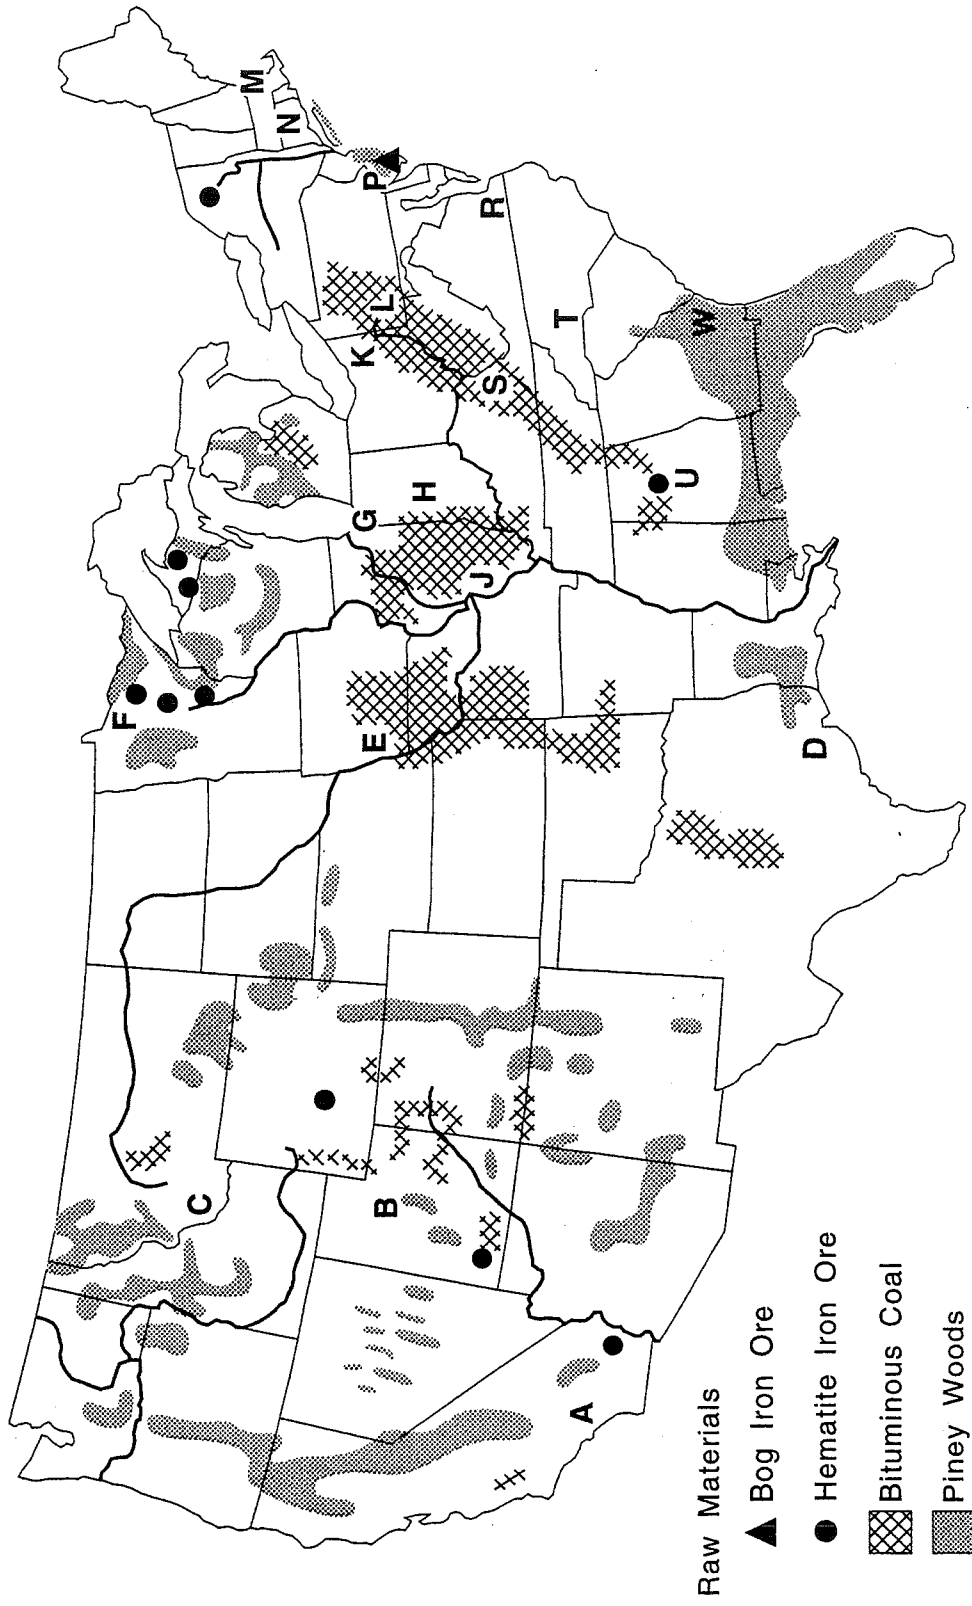 M
N
P
R
L
K
T
S
W
H
G
U
J
F
E
D
C
B
A
Raw Materials
Bog Iron Ore
Hematite Iron Ore
Bituminous Coal
Piney Woods